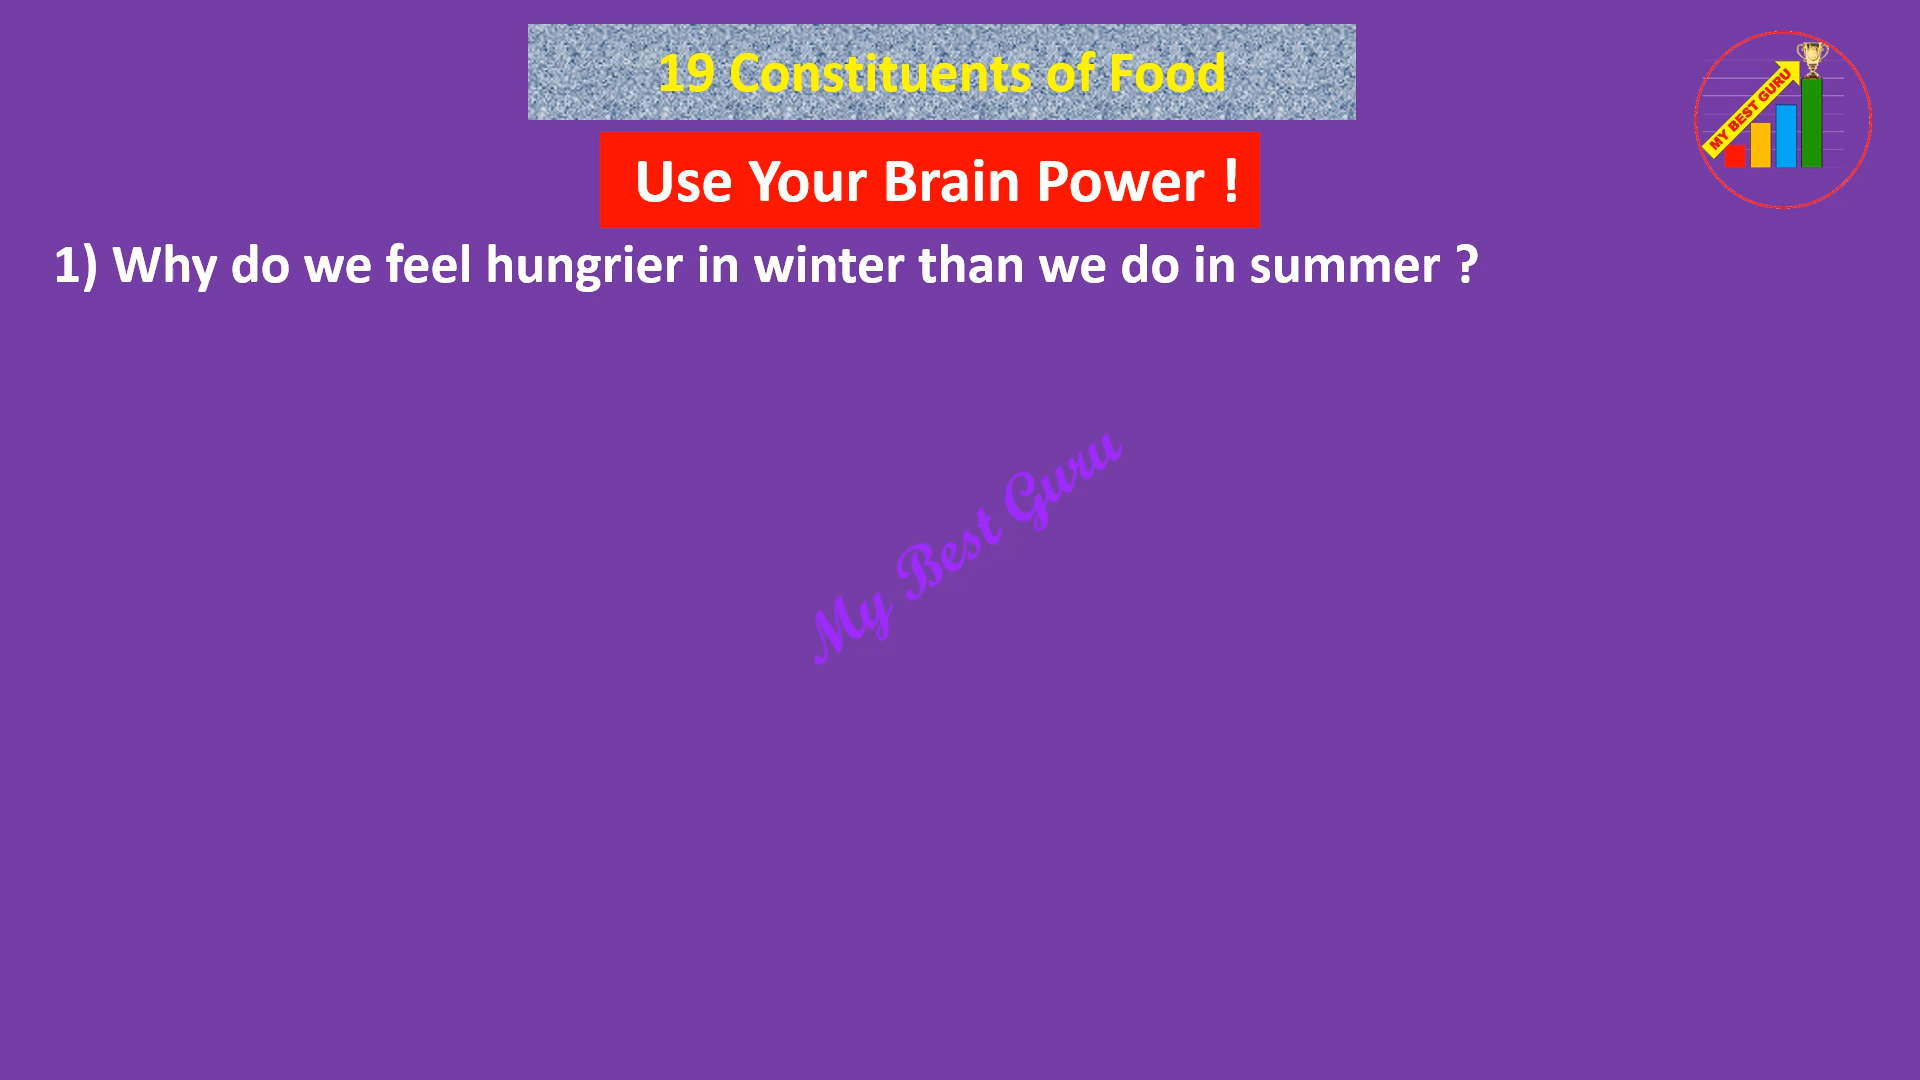 19 Constituents of Food
MY BEST GURU
Use Your Brain Power !
1) Why do we feel hungrier in winter than we do in summer ?
My Best Guru